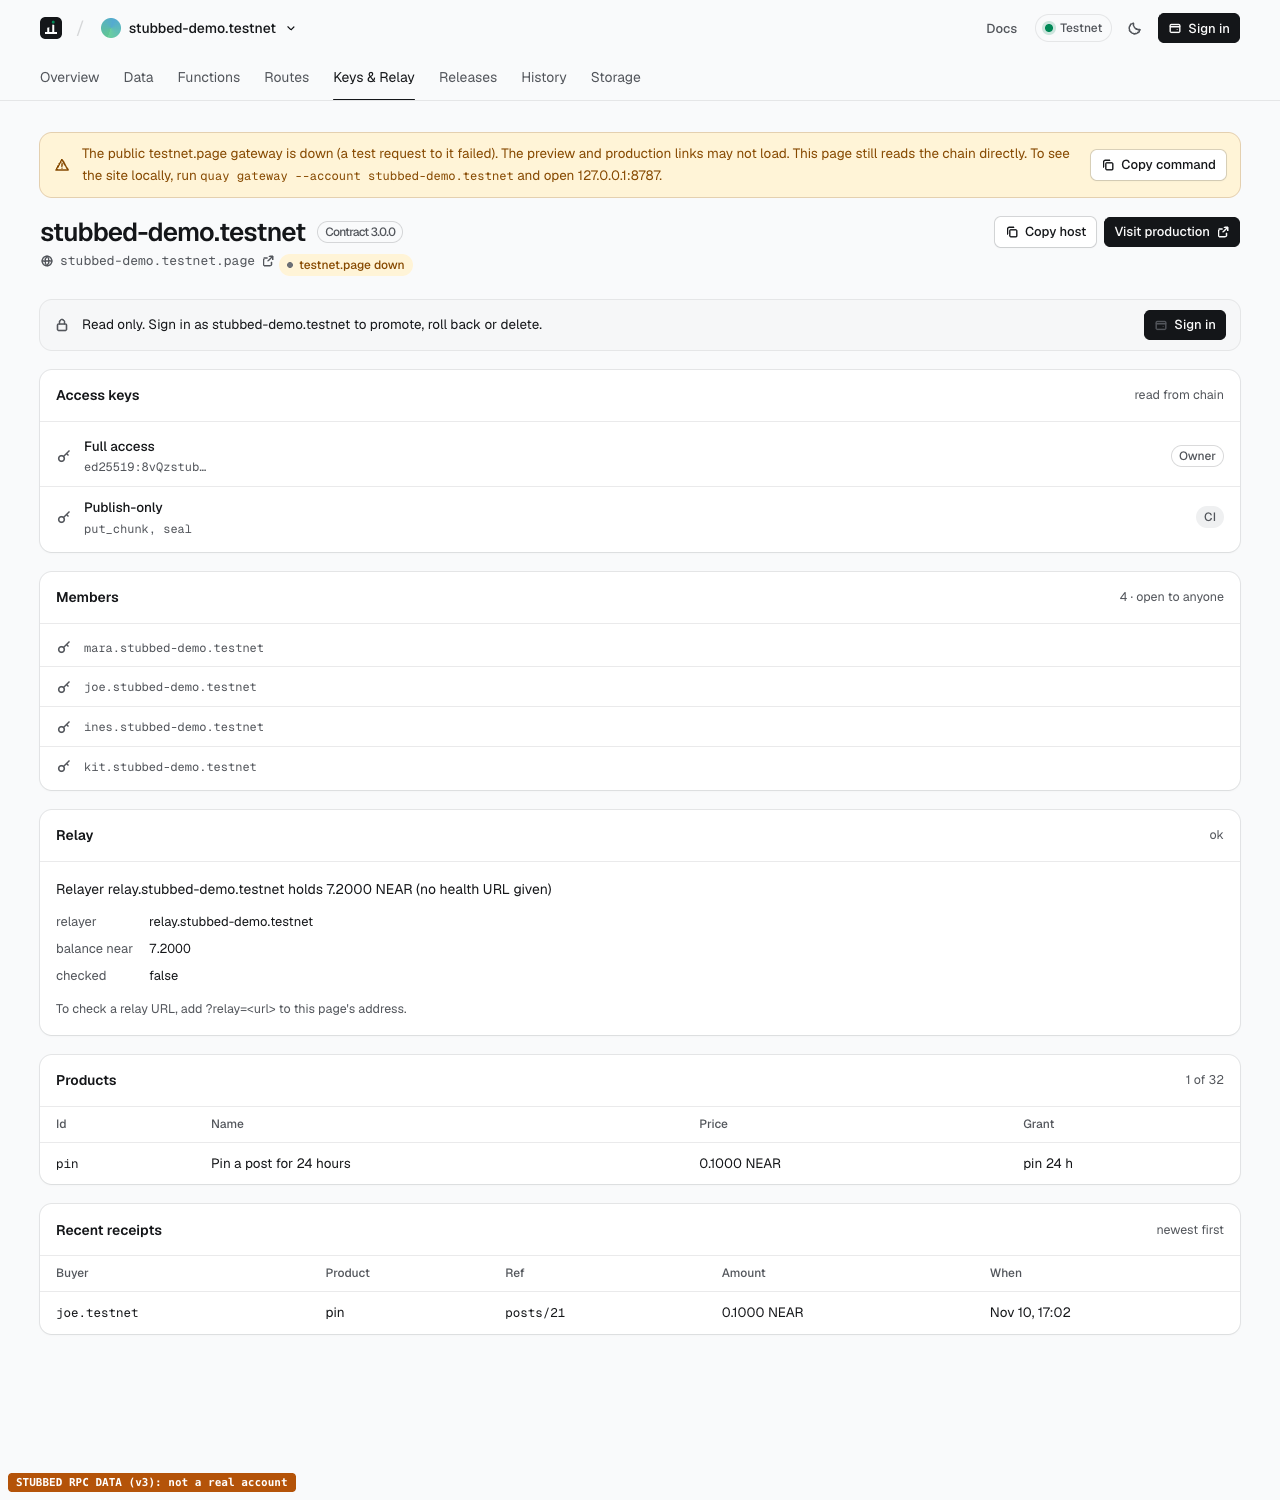 / stubbed-demo.testnet Docs Testnet Sign in
Overview Data Functions Routes Keys & Relay Releases History Storage
The public testnet.page gateway is down (a test request to it failed). The preview and production links may not load. This page still reads the chain directly. To see
the site locally, run quay gateway --account stubbed-demo.testnet and open 127.0.0.1:8787.
Copy command
stubbed-demo.testnet Contract 3.0.0 Copy host Visit production
stubbed-demo.testnet.page testnet.page down
Read only. Sign in as stubbed-demo.testnet to promote, roll back or delete. Sign in
Access keys read from chain
Full access
ed25519:8vQzstub… Owner
Publish-only
put_chunk, seal CI
Members 4 · open to anyone
mara.stubbed-demo.testnet
joe.stubbed-demo.testnet
ines.stubbed-demo.testnet
kit.stubbed-demo.testnet
Relay ok
Relayer relay.stubbed-demo.testnet holds 7.2000 NEAR (no health URL given)
relayer relay.stubbed-demo.testnet
balance near 7.2000
checked false
To check a relay URL, add ?relay=<url> to this page's address.
Products 1 of 32
Id Name Price Grant
pin Pin a post for 24 hours 0.1000 NEAR pin 24 h
Recent receipts newest first
Buyer Product Ref Amount When
joe.testnet pin posts/21 0.1000 NEAR Nov 10, 17:02
STUBBED RPC DATA (v3): not a real account